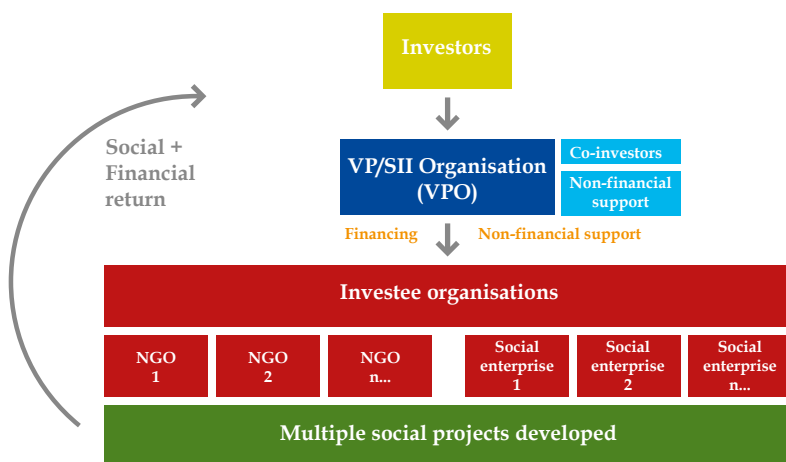 Investors
Social +
Financial
return
VP/SII Organisation
(VPO)
Co-investors
Non-financial
support
Financing
Non-financial support
Investee organisations
NGO
1
NGO
2
NGO
n...
Social
enterprise
1
Social
enterprise
2
Social
enterprise
n...
Multiple social projects developed